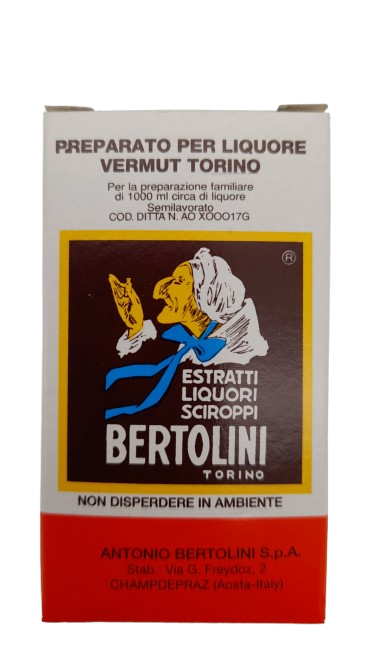 PREPARATO PER LIQUORE
VERMUT TORINO
Per la preparazione familiare
di 1000 ml circa di liquore
Semilavorato
COD. DITTA N. AO XOOO17G
®
ESTRATTI
LIQUORI
SCIROPPI
BERTOLINI
TORINO
NON DISPERDERE IN AMBIENTE
ANTONIO BERTOLINI S.p.A.
Stab.: Via G. Freydoz, 2
CHAMPDEPRAZ (Aosta-Italy)